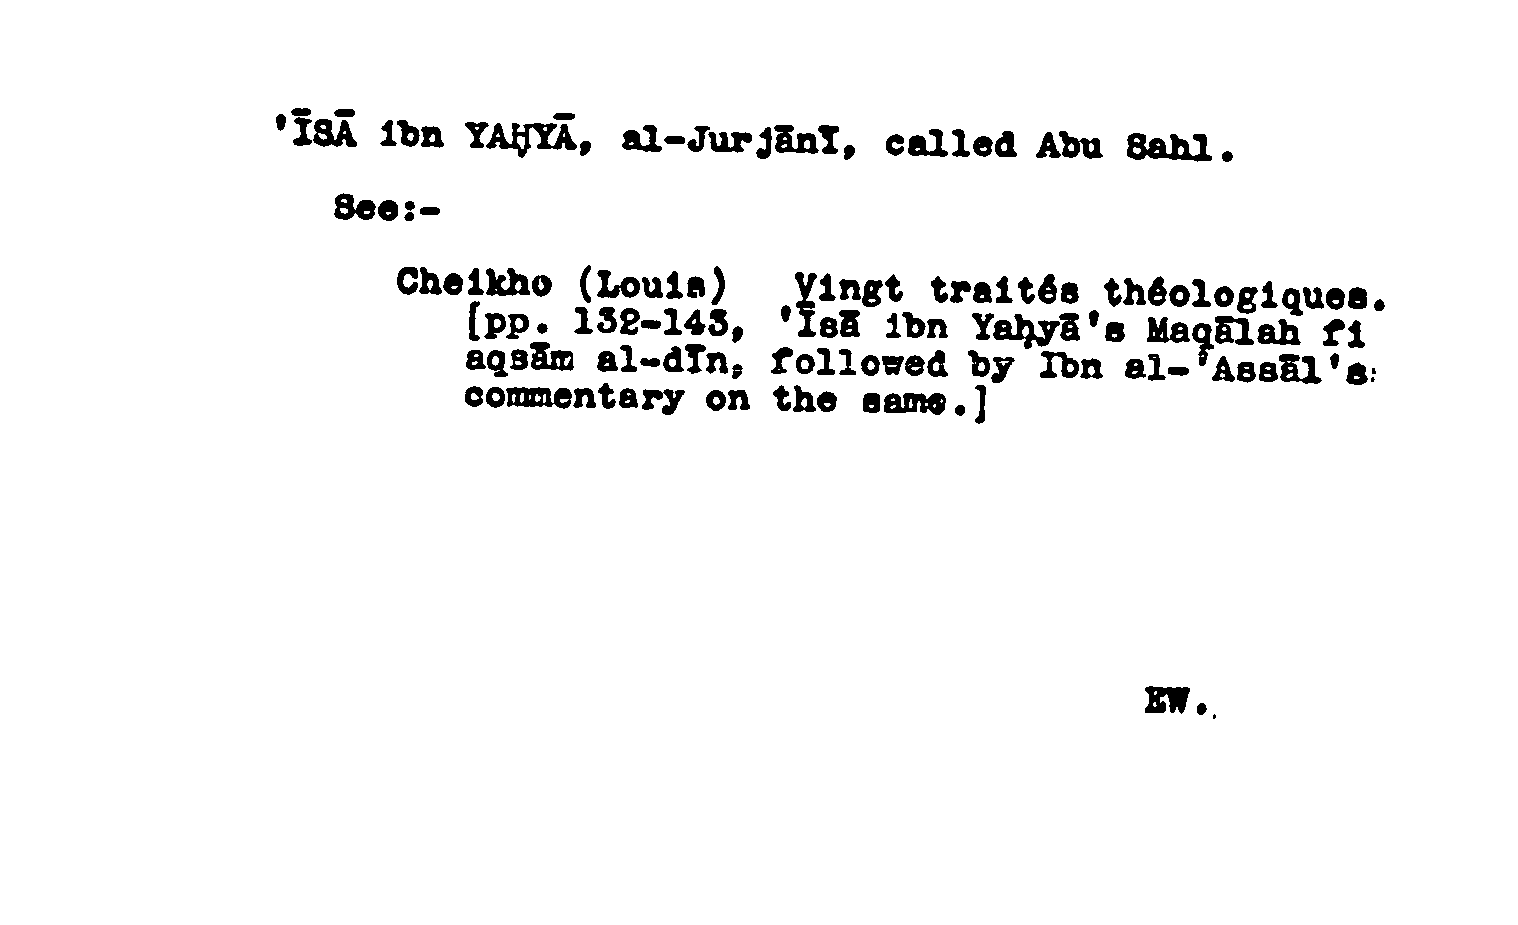 'ĪSĀ ibn YAḤYĀ, al-Jurjānī, called Abu Sahl.
See:-
Cheikho (Louis) Vingt traités théologiques.
[pp. 132-143, 'Īsā ibn Yaḥyā's Maqālah fi
aqsām al-dīn, followed by Ibn al-'Assāl's
commentary on the same.]
EW.